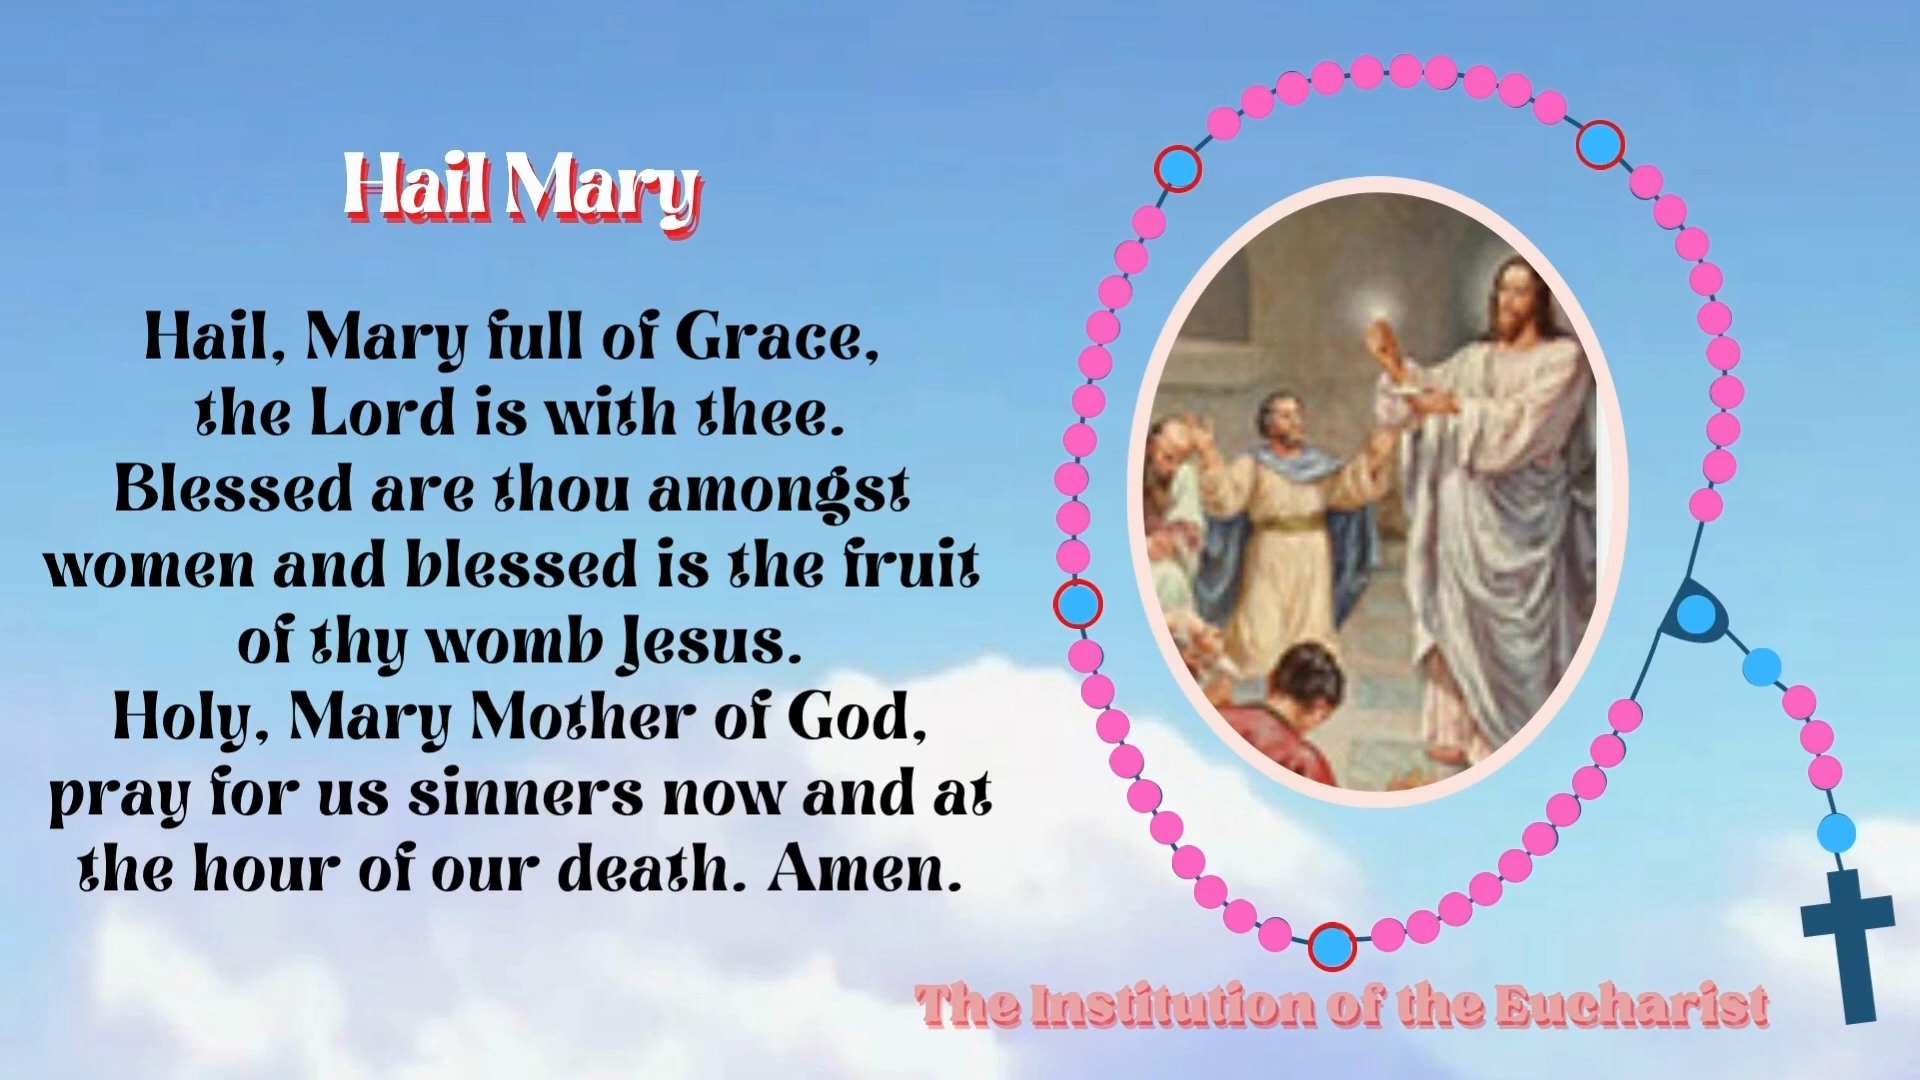 Hail Mary
Hail, Mary full of Grace,
the Lord is with thee.
Blessed are thou amongst
women and blessed is the fruit
of thy womb Jesus.
Holy, Mary Mother of God,
pray for us sinners now and at
the hour of our death. Amen.
The Institution of the Eucharist